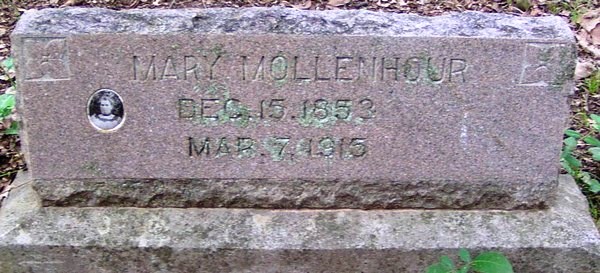 MARY MOLLENHOUR
DEC. 15. 1853
MAR. 7, 1915